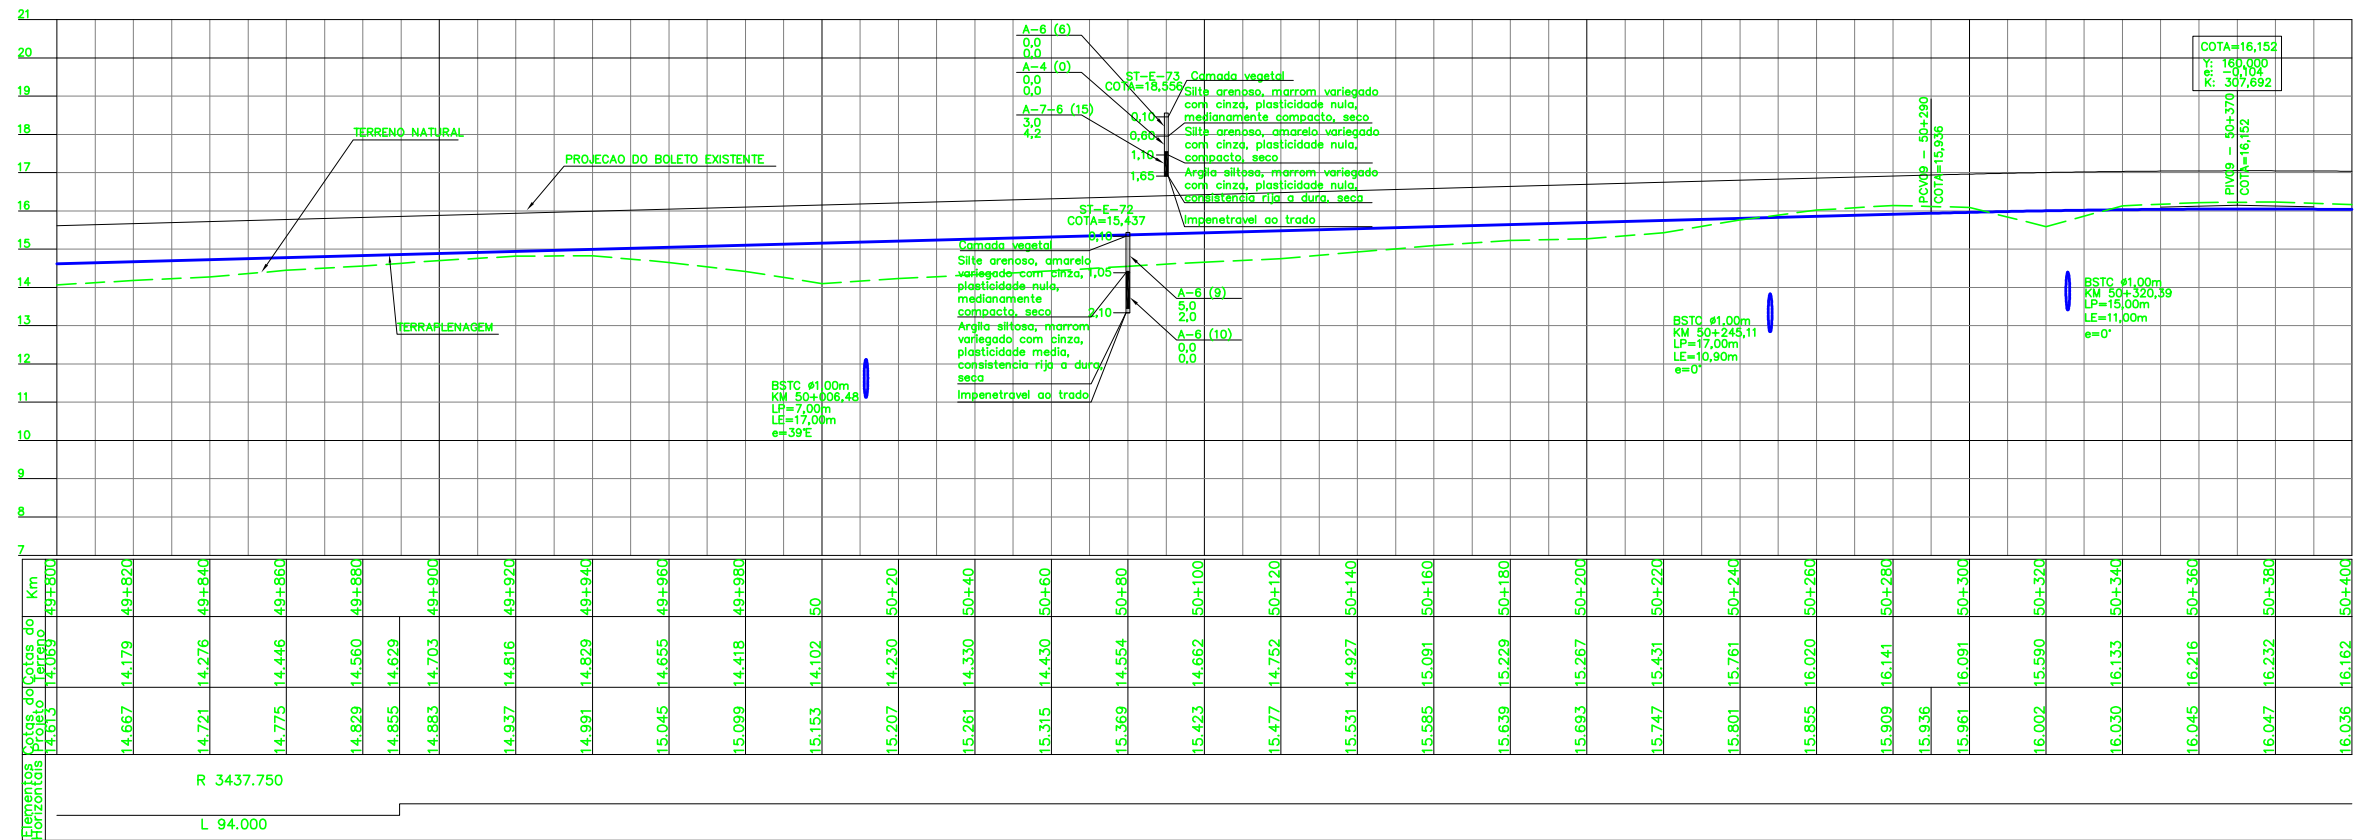 21
20
19
18
17
16
15
14
13
12
11
10
9
8
7
TERRENO NATURAL
PROJECAO DO BOLETO EXISTENTE
TERRAPLENAGEM
A-6 (6)
0,0
0,0
A-4 (0)
0,0
0,0
A-7-6 (15)
3,0
4,2
ST-E-73
COTA=18,556
0,10
0,60
1,10
1,65
Camada vegetal
Silte arenoso, marrom variegado
com cinza, plasticidade nula,
medianamente compacto, seco
Silte arenoso, amarelo variegado
com cinza, plasticidade nula,
compacto, seco
Argila siltosa, marrom variegado
com cinza, plasticidade nula,
consistencia rija a dura, seca
Impenetravel ao trado
ST-E-72
COTA=15,437
0,10
1,05
2,10
Camada vegetal
Silte arenoso, amarelo
variegado com cinza,
plasticidade nula,
medianamente
compacto, seco
Argila siltosa, marrom
variegado com cinza,
plasticidade media,
consistencia rija a dura,
seca
Impenetravel ao trado
A-6 (9)
5,0
2,0
A-6 (10)
0,0
0,0
BSTC ø1,00m
KM 50+006,48
LP=7,00m
LE=17,00m
e=39°E
BSTC ø1,00m
KM 50+245,11
LP=17,00m
LE=10,90m
e=0°
BSTC ø1,00m
KM 50+320,39
LP=15,00m
LE=11,00m
e=0°
PCV09 - 50+290
COTA=15,936
PIV09 - 50+370
COTA=16,152
COTA=16,152
Y: 160,000
e: -0,104
K: 307,692
Km
49+800 49+820 49+840 49+860 49+880 49+900 49+920 49+940 49+960 49+980 50 50+20 50+40 50+60 50+80 50+100 50+120 50+140 50+160 50+180 50+200 50+220 50+240 50+260 50+280 50+300 50+320 50+340 50+360 50+380 50+400
Cotas do
Terreno
14.069 14.179 14.276 14.446 14.560 14.629 14.703 14.816 14.829 14.655 14.418 14.102 14.230 14.330 14.430 14.554 14.662 14.752 14.927 15.091 15.229 15.267 15.431 15.761 16.020 16.141 16.091 15.590 16.133 16.216 16.232 16.162
Cotas do
Projeto
14.613 14.667 14.721 14.775 14.829 14.855 14.883 14.937 14.991 15.045 15.099 15.153 15.207 15.261 15.315 15.369 15.423 15.477 15.531 15.585 15.639 15.693 15.747 15.801 15.855 15.909 15.936 15.961 16.002 16.030 16.045 16.047 16.036
Elementos
Horizontais
R 3437.750
L 94.000